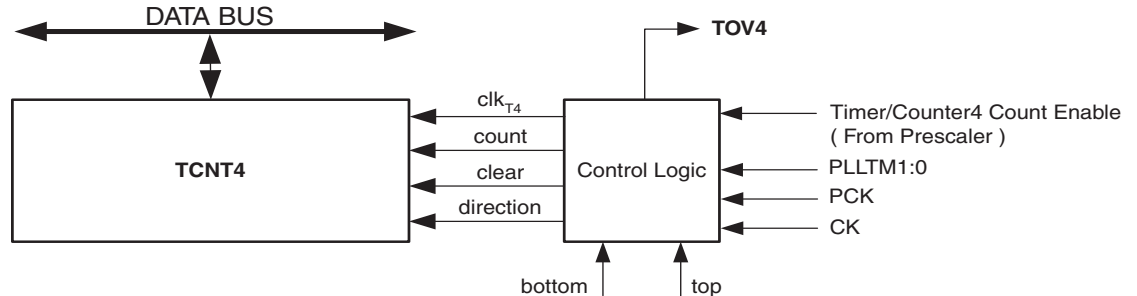 DATA BUS
TOV4
clkT4
Timer/Counter4 Count Enable
( From Prescaler )
count
TCNT4
Control Logic
PLLTM1:0
clear
PCK
direction
CK
bottom
top